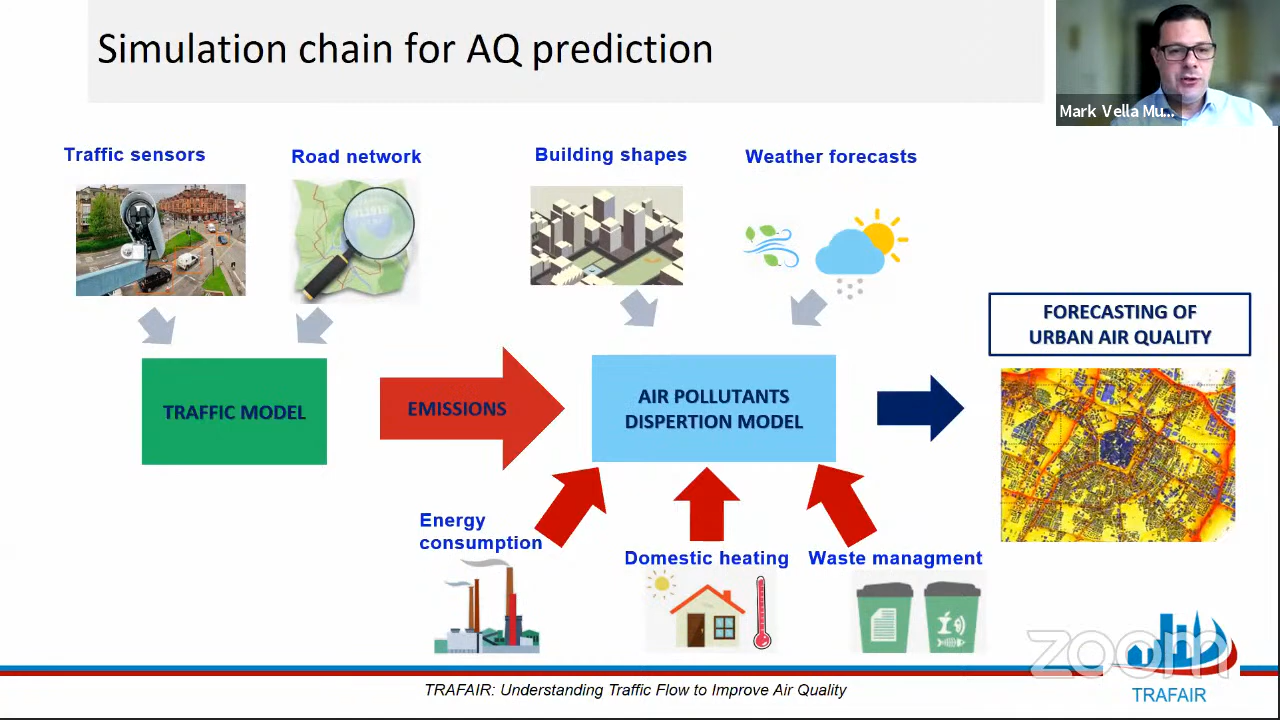 Simulation chain for AQ prediction
Mark Vella Mu...
Traffic sensors
Road network
Building shapes
Weather forecasts
FORECASTING OF
URBAN AIR QUALITY
TRAFFIC MODEL
EMISSIONS
AIR POLLUTANTS
DISPERTION MODEL
Energy
consumption
Domestic heating
Waste managment
zoom
TRAFAIR
TRAFAIR: Understanding Traffic Flow to Improve Air Quality